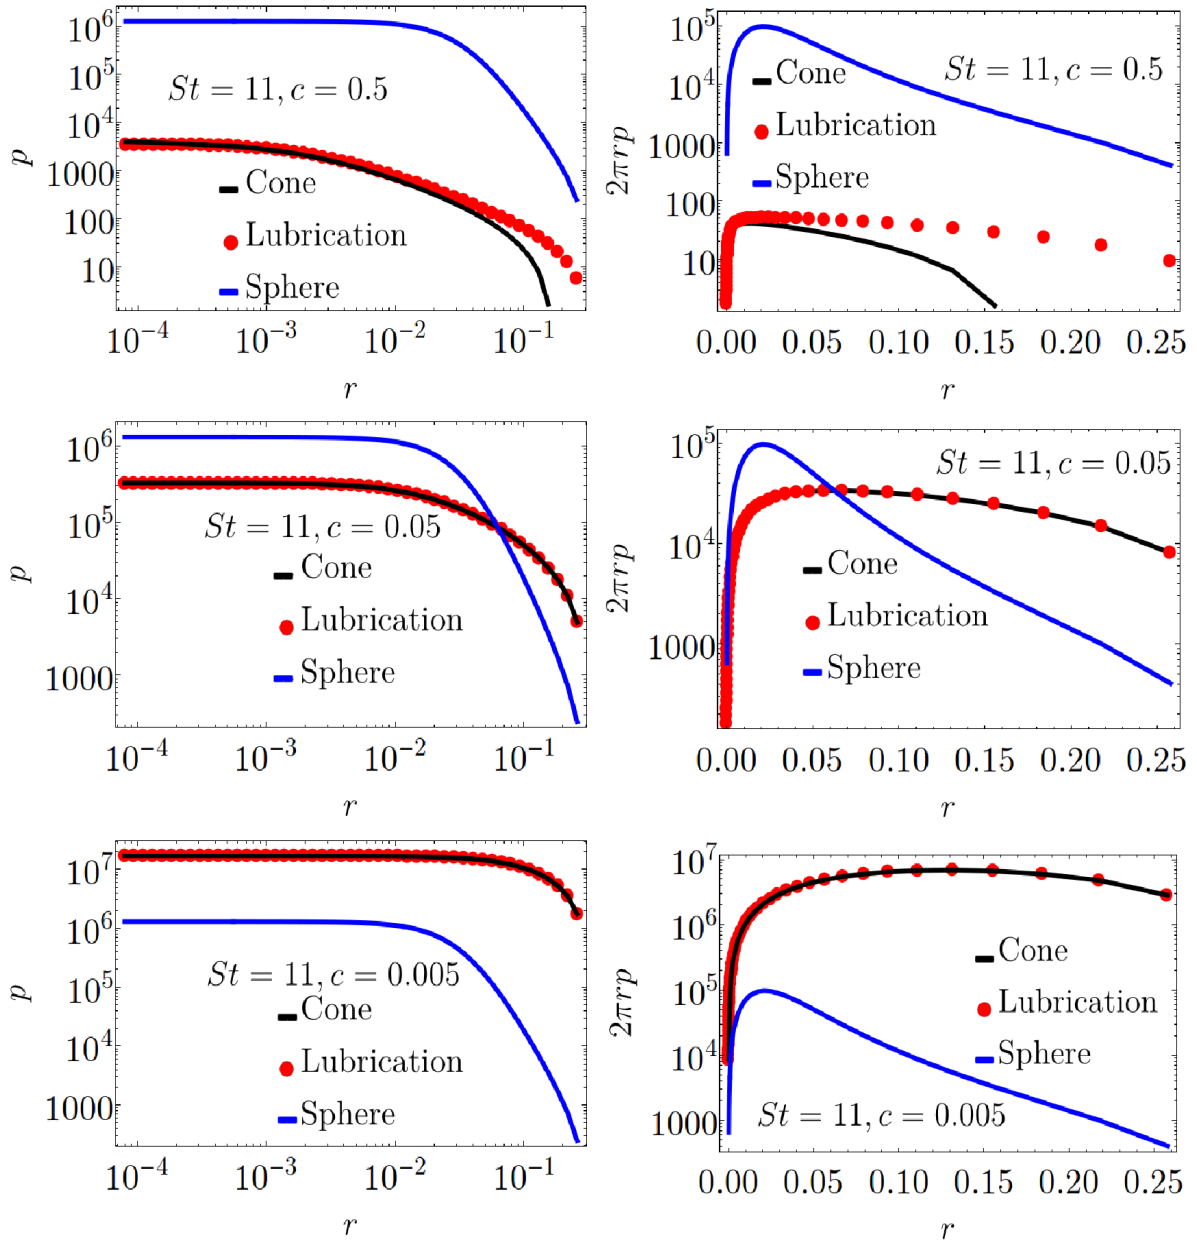 10^6
10^5
10^4
1000
100
10
p
St = 11, c = 0.5
Cone
Lubrication
Sphere
10^-4
10^-3
10^-2
10^-1
r
10^5
10^4
1000
100
10
2πrp
St = 11, c = 0.5
Cone
Lubrication
Sphere
0.00 0.05 0.10 0.15 0.20 0.25
r
10^6
10^5
10^4
1000
p
St = 11, c = 0.05
Cone
Lubrication
Sphere
10^-4
10^-3
10^-2
10^-1
r
10^5
10^4
1000
2πrp
St = 11, c = 0.05
Cone
Lubrication
Sphere
0.00 0.05 0.10 0.15 0.20 0.25
r
10^7
10^6
10^5
10^4
1000
p
St = 11, c = 0.005
Cone
Lubrication
Sphere
10^-4
10^-3
10^-2
10^-1
r
10^7
10^6
10^5
10^4
1000
2πrp
Cone
Lubrication
Sphere
St = 11, c = 0.005
0.00 0.05 0.10 0.15 0.20 0.25
r